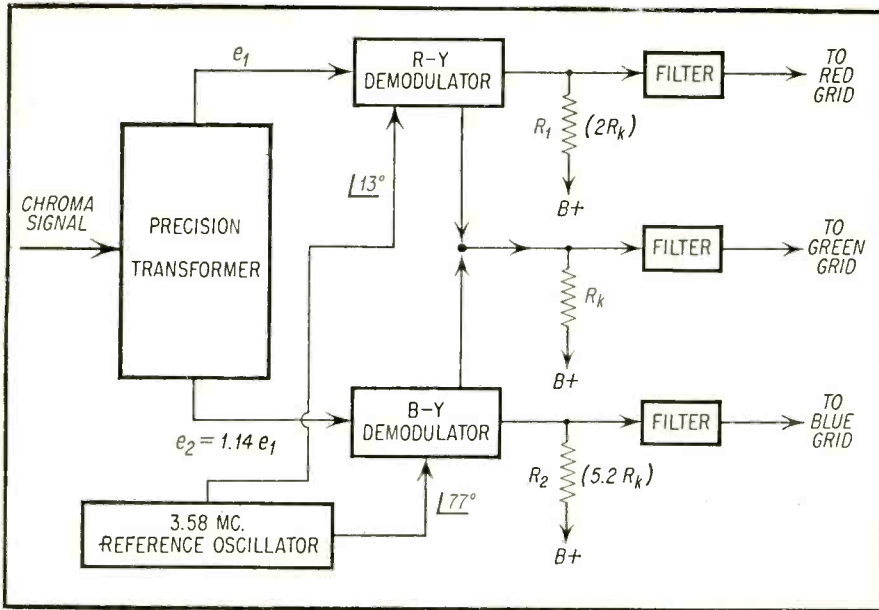 e1
R-Y
DEMODULATOR
FILTER
TO
RED
GRID
R1
(2Rk)
B+
∠13°
CHROMA
SIGNAL
PRECISION
TRANSFORMER
FILTER
TO
GREEN
GRID
Rk
B+
B-Y
DEMODULATOR
FILTER
TO
BLUE
GRID
e2 = 1.14 e1
R2
(5.2 Rk)
∠77°
3.58 MC.
REFERENCE OSCILLATOR
B+